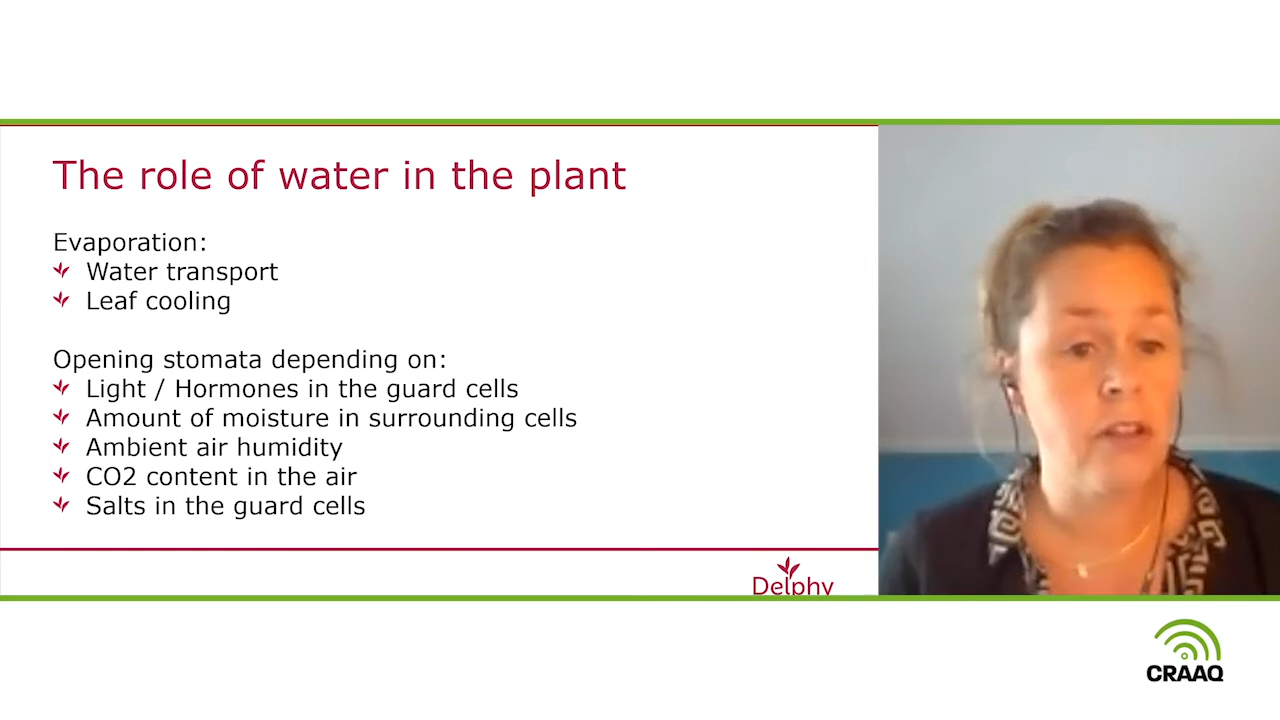 The role of water in the plant
Evaporation:
Water transport
Leaf cooling
Opening stomata depending on:
Light / Hormones in the guard cells
Amount of moisture in surrounding cells
Ambient air humidity
CO2 content in the air
Salts in the guard cells
Delphy
CRAAQ